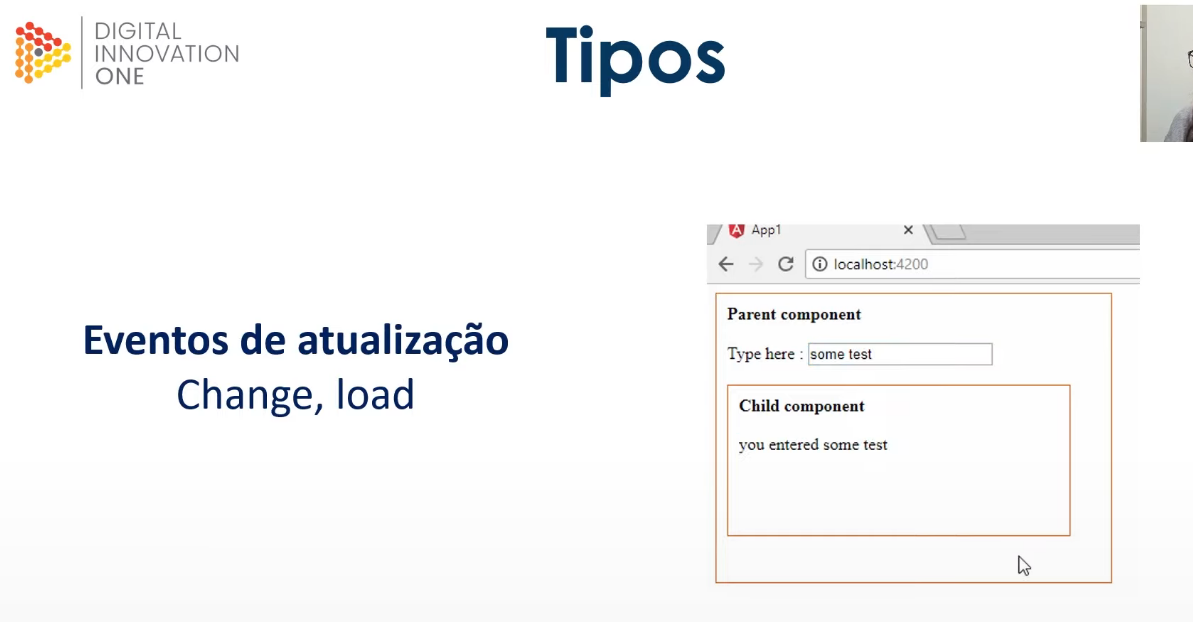 DIGITAL
INNOVATION
ONE
Tipos
Eventos de atualização
Change, load
App1
localhost:4200
Parent component
Type here : some test
Child component
you entered some test